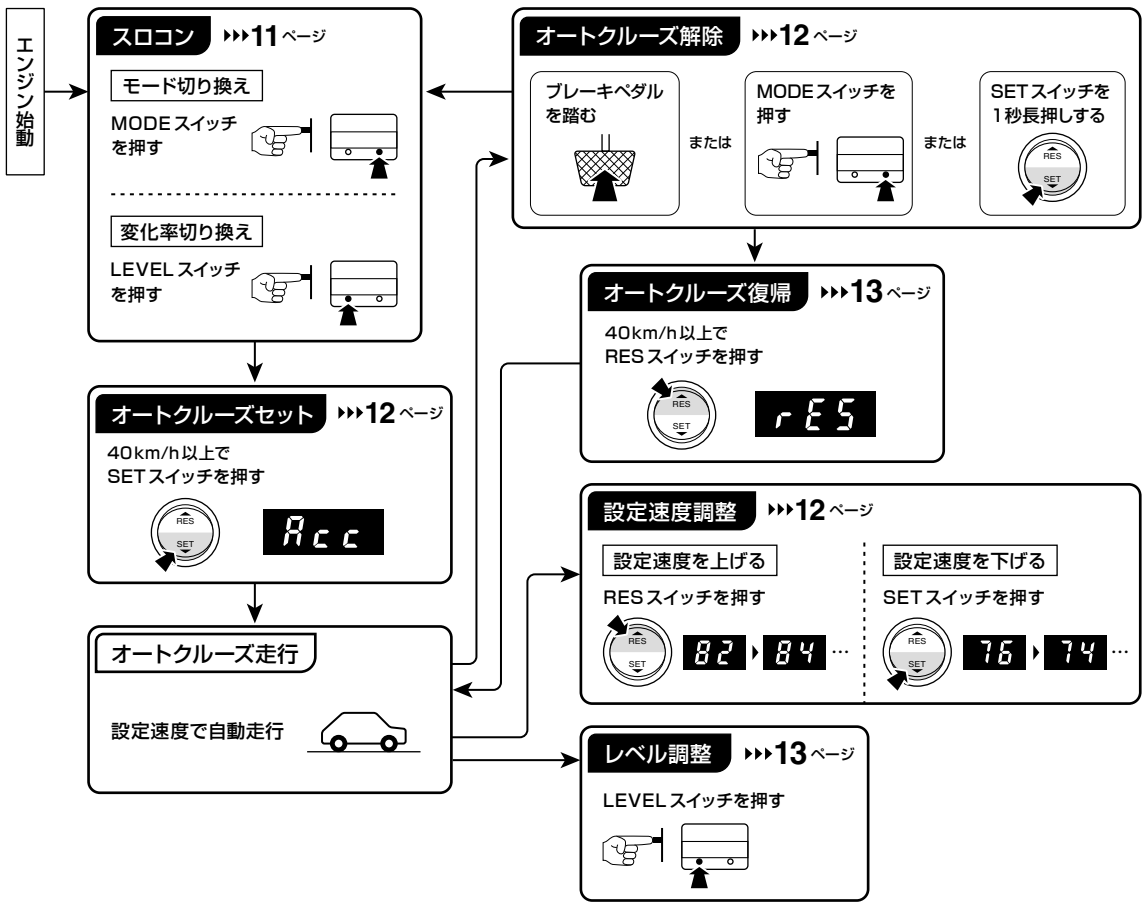 エンジン始動
スロコン ▶▶▶11ページ
モード切り換え
MODEスイッチ
を押す
変化率切り換え
LEVELスイッチ
を押す
オートクルーズ解除 ▶▶▶12ページ
ブレーキペダル
を踏む
または
MODEスイッチを
押す
または
SETスイッチを
1秒長押しする
RES
SET
オートクルーズ復帰 ▶▶▶13ページ
40km/h以上で
RESスイッチを押す
RES
SET
rES
オートクルーズセット ▶▶▶12ページ
40km/h以上で
SETスイッチを押す
RES
SET
Acc
オートクルーズ走行
設定速度で自動走行
設定速度調整 ▶▶▶12ページ
設定速度を上げる
RESスイッチを押す
RES
SET
82 ▶ 84 …
設定速度を下げる
SETスイッチを押す
RES
SET
76 ▶ 74 …
レベル調整 ▶▶▶13ページ
LEVELスイッチを押す